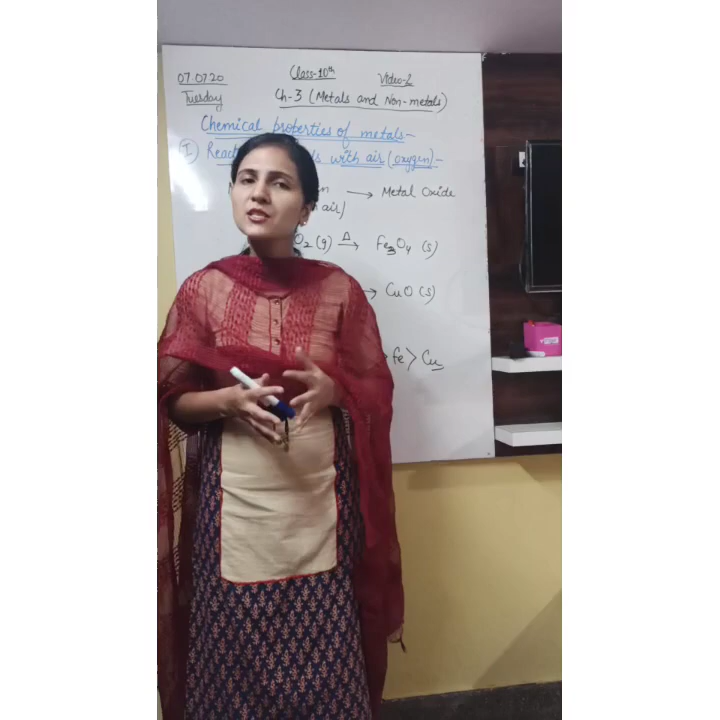 07.07.20 Class-10th Video-2
Tuesday Ch-3 (Metals and Non-metals)
Chemical properties of metals-
I) with air (oxygen)-
→ Metal Oxide
air)
O2 (g) Δ→ Fe3O4 (s)
→ CuO (s)
> Fe > Cu